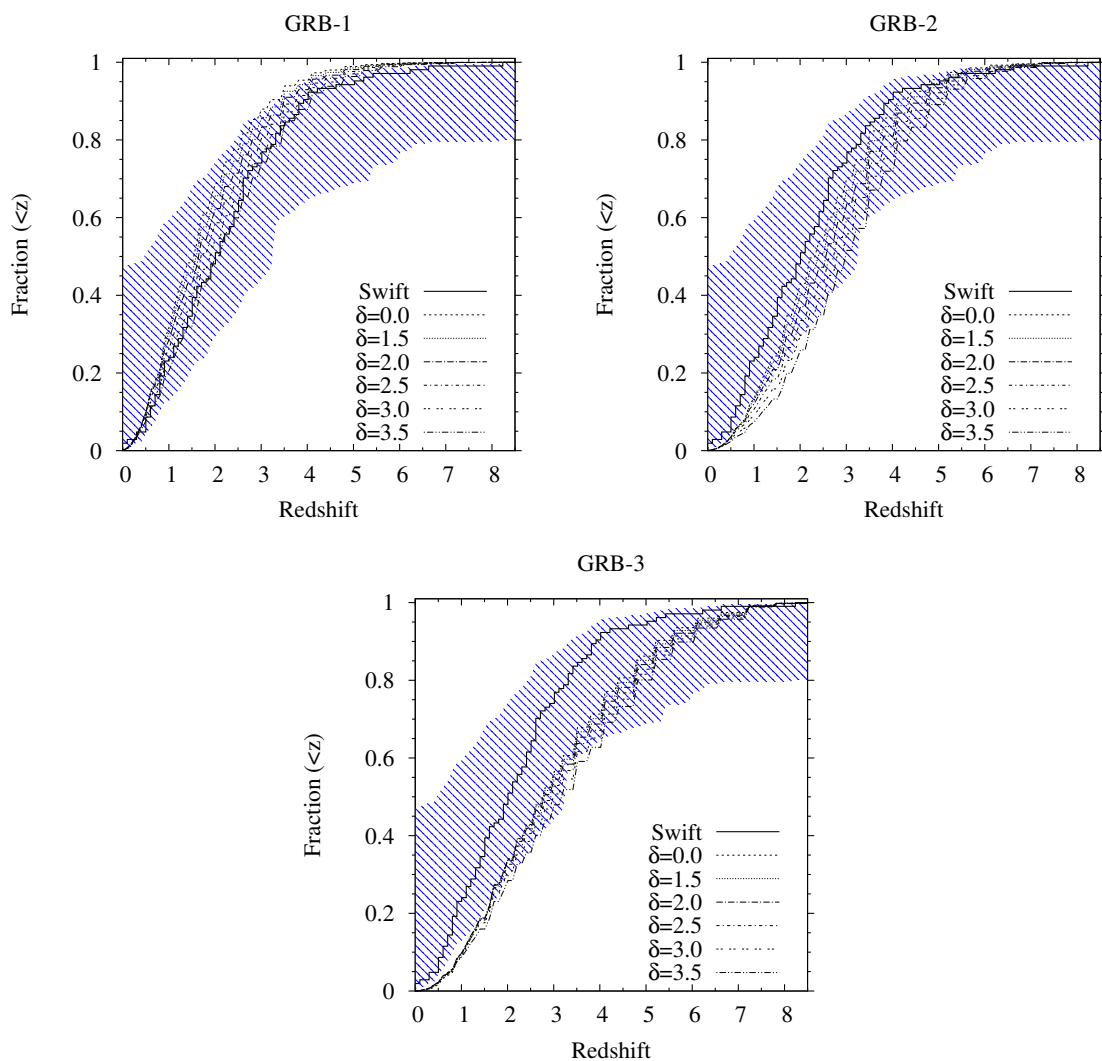 GRB-1
1
0.8
0.6
0.4
0.2
0
Fraction (<z)
Swift
δ=0.0
δ=1.5
δ=2.0
δ=2.5
δ=3.0
δ=3.5
0 1 2 3 4 5 6 7 8
Redshift
GRB-2
1
0.8
0.6
0.4
0.2
0
Fraction (<z)
Swift
δ=0.0
δ=1.5
δ=2.0
δ=2.5
δ=3.0
δ=3.5
0 1 2 3 4 5 6 7 8
Redshift
GRB-3
1
0.8
0.6
0.4
0.2
0
Fraction (<z)
Swift
δ=0.0
δ=1.5
δ=2.0
δ=2.5
δ=3.0
δ=3.5
0 1 2 3 4 5 6 7 8
Redshift